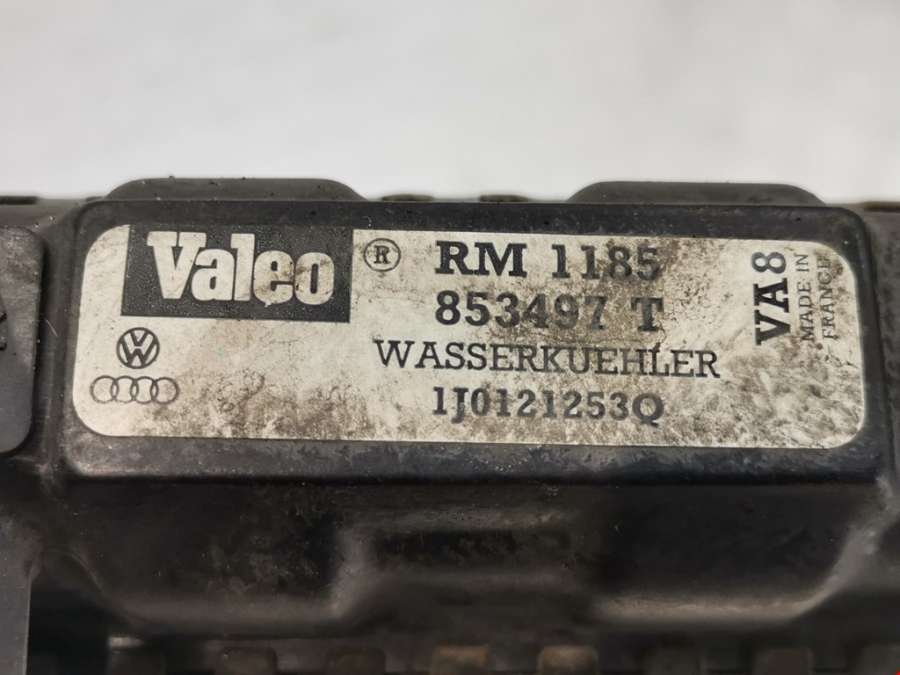 Valeo ® RM 1185
853497 T
WASSERKUEHLER
1J0121253Q
VA8
MADE IN
FRANCE